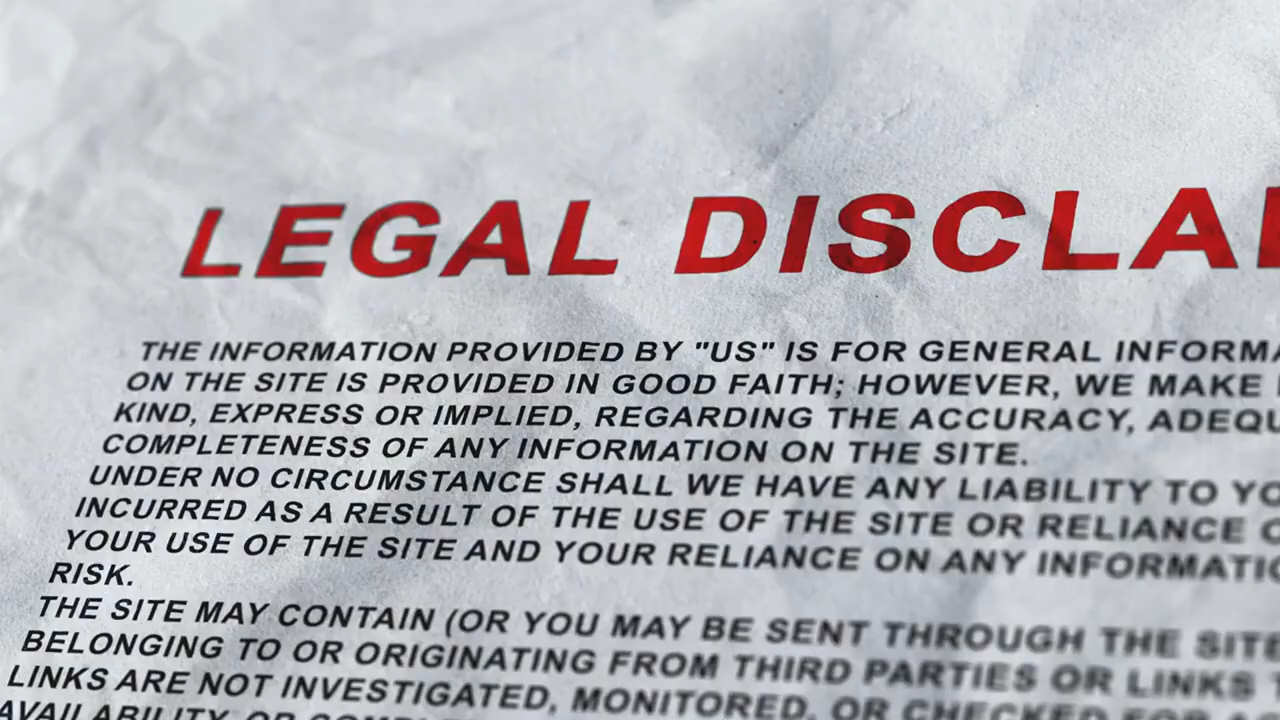 LEGAL DISCLAI
THE INFORMATION PROVIDED BY "US" IS FOR GENERAL INFORMA
ON THE SITE IS PROVIDED IN GOOD FAITH; HOWEVER, WE MAKE
KIND, EXPRESS OR IMPLIED, REGARDING THE ACCURACY, ADEQU
COMPLETENESS OF ANY INFORMATION ON THE SITE.
UNDER NO CIRCUMSTANCE SHALL WE HAVE ANY LIABILITY TO YO
INCURRED AS A RESULT OF THE USE OF THE SITE OR RELIANCE
YOUR USE OF THE SITE AND YOUR RELIANCE ON ANY INFORMATIO
RISK.
THE SITE MAY CONTAIN (OR YOU MAY BE SENT THROUGH THE SITE
BELONGING TO OR ORIGINATING FROM THIRD PARTIES OR LINKS
LINKS ARE NOT INVESTIGATED, MONITORED, OR CHECKED FOR
AVAILABILITY, OR